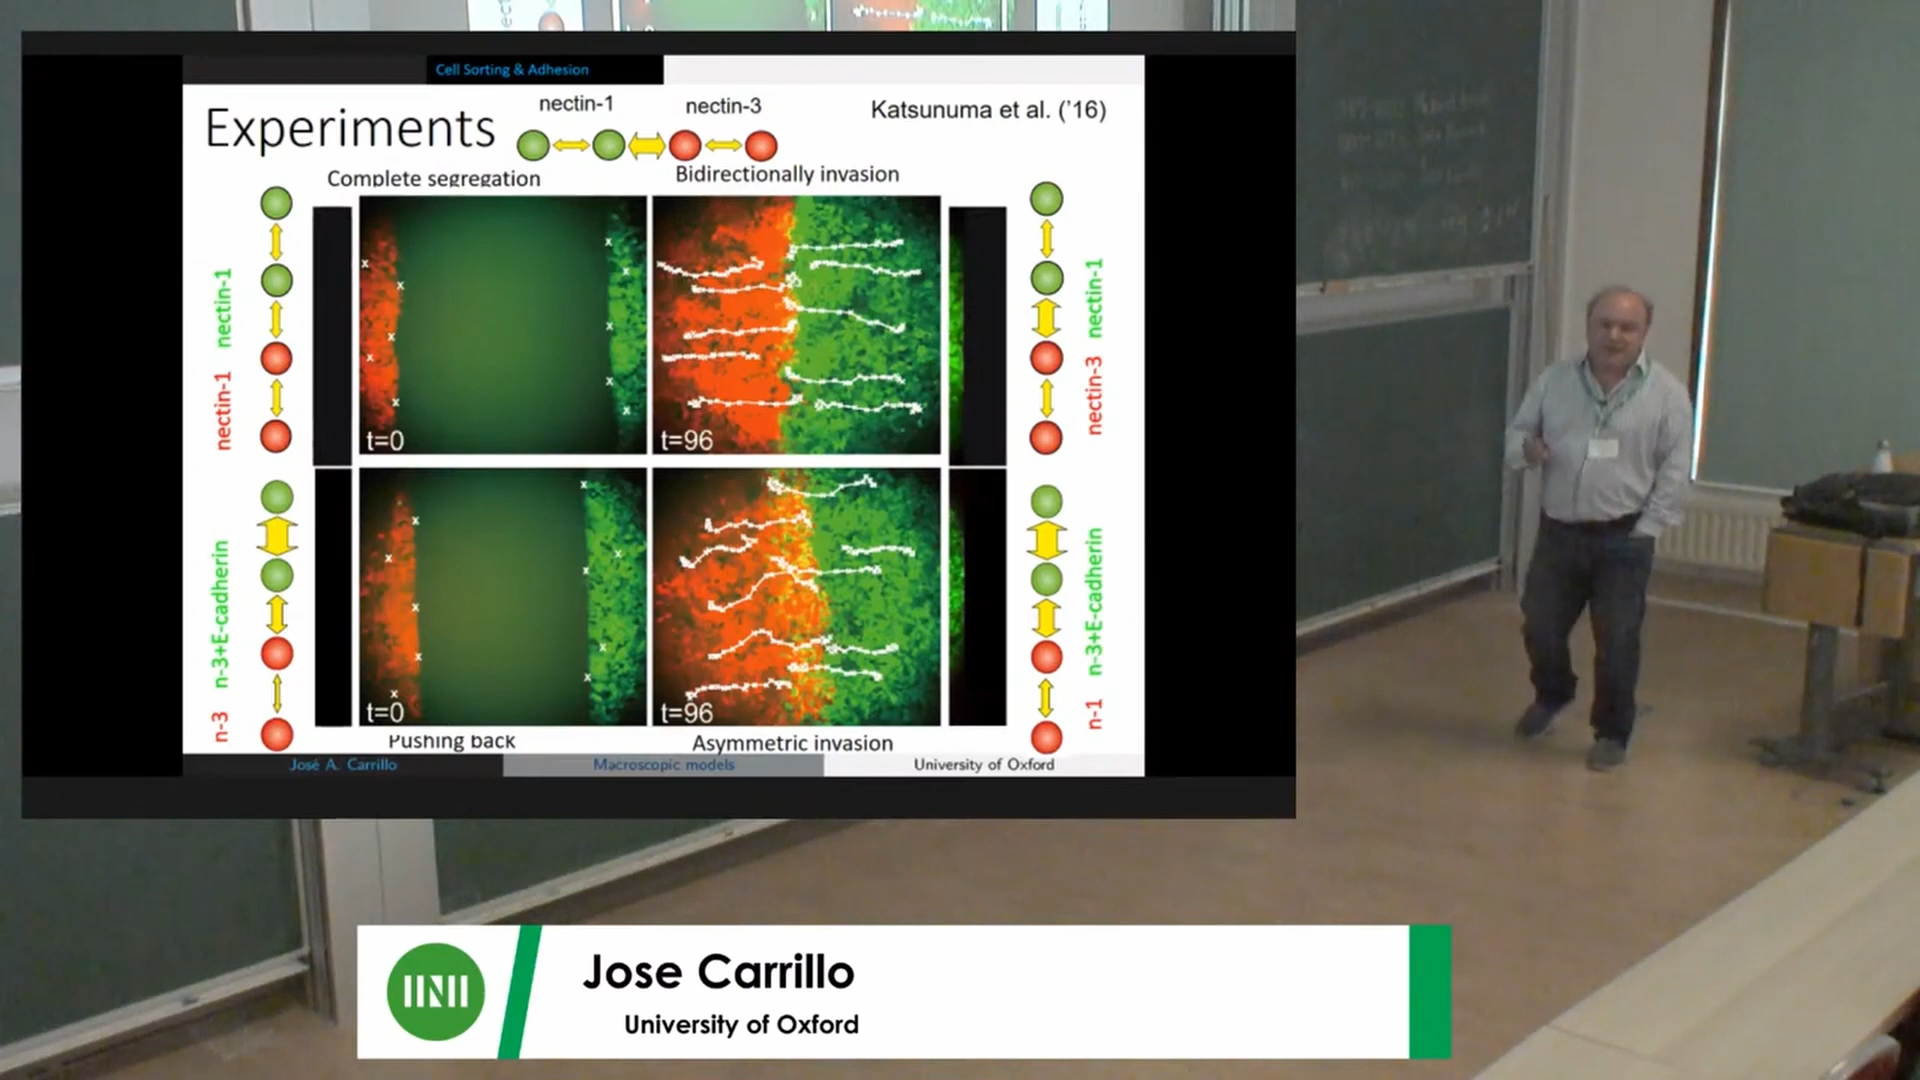 Cell Sorting & Adhesion
Experiments
nectin-1
nectin-3
Katsunuma et al. ('16)
Complete segregation
Bidirectionally invasion
nectin-1
nectin-1
t=0
t=96
nectin-1
nectin-3
n-3+E-cadherin
n-3
t=0
t=96
n-3+E-cadherin
n-1
Pushing back
Asymmetric invasion
José A. Carrillo
Macroscopic models
University of Oxford
Jose Carrillo
University of Oxford